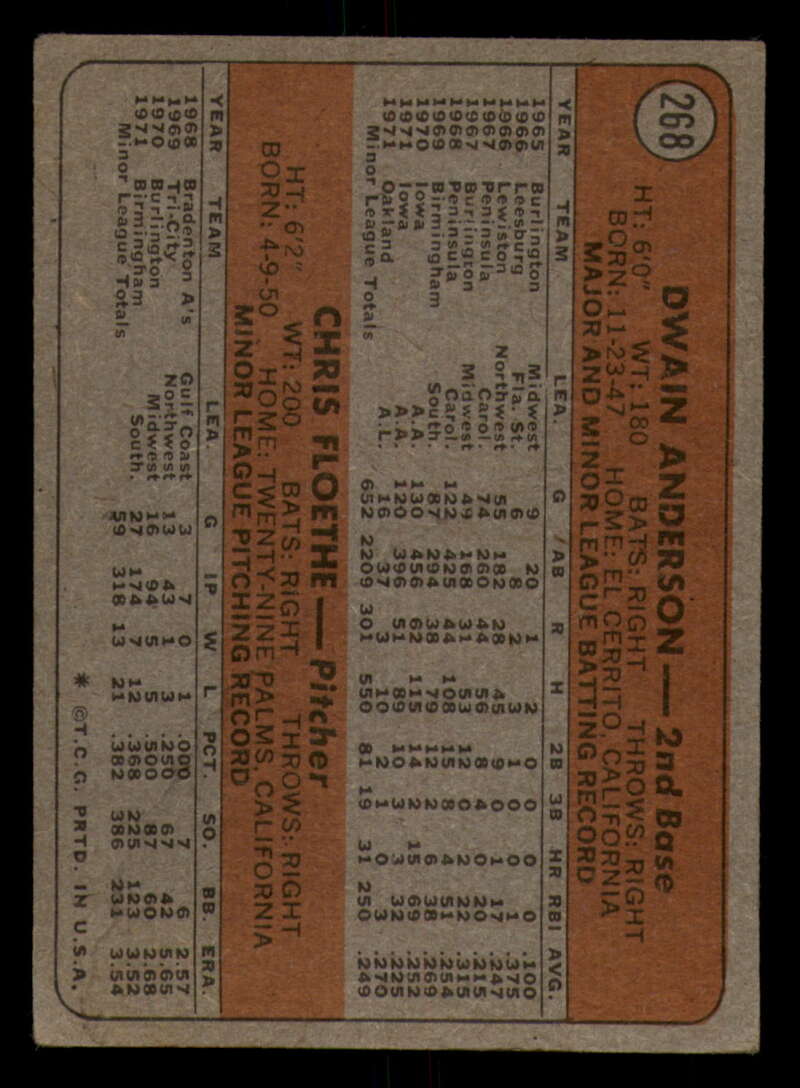 268
DWAIN ANDERSON — 2nd Base
HT: 6'0" WT: 180 BATS: RIGHT THROWS: RIGHT
BORN: 11-23-47 HOME: EL CERRITO, CALIFORNIA
MAJOR AND MINOR LEAGUE BATTING RECORD
YEAR TEAM LEA. G AB R H 2B 3B HR RBI AVG.
1965 Burlington Midwest 9 20 1 2 0 0 0 0 .100
1966 Leesburg Fla. St. 6 8 2 3 1 0 0 1 .375
1966 Lewiston Northwest 55 182 28 45 9 0 1 17 .247
1967 Peninsula Carol. 74 260 44 56 8 4 0 20 .215
1967 Burlington Midwest 49 168 31 53 12 0 2 21 .315
1968 Peninsula Carol. 122 425 44 108 15 8 4 52 .254
1969 Birmingham South. 87 294 38 79 12 2 6 38 .269
1970 Iowa A.A. 130 456 62 115 14 2 15 69 .252
1971 Iowa A.A. 120 396 51 89 10 3 3 32 .225
1971 Oakland A.L. 16 37 3 10 2 1 0 3 .270
Minor League Totals 652 2209 301 550 81 19 31 250 .249
CHRIS FLOETHE — Pitcher
HT: 6'2" WT: 200 BATS: RIGHT THROWS: RIGHT
BORN: 4-9-50 HOME: TWENTY-NINE PALMS, CALIFORNIA
MINOR LEAGUE PITCHING RECORD
YEAR TEAM LEA. G IP W L PCT. SO. BB. ERA.
1968 Bradenton A's Gulf Coast 3 7 0 1 .000 7 6 2.57
1969 Tri-City Northwest 13 43 1 3 .250 67 42 5.65
1970 Burlington Midwest 16 94 5 5 .500 87 60 2.68
1971 Birmingham South. 27 174 7 12 .368 225 123 3.52
Minor League Totals 59 318 13 21 .382 386 231 3.54
* ©T.C.G. PRTD. IN U.S.A.